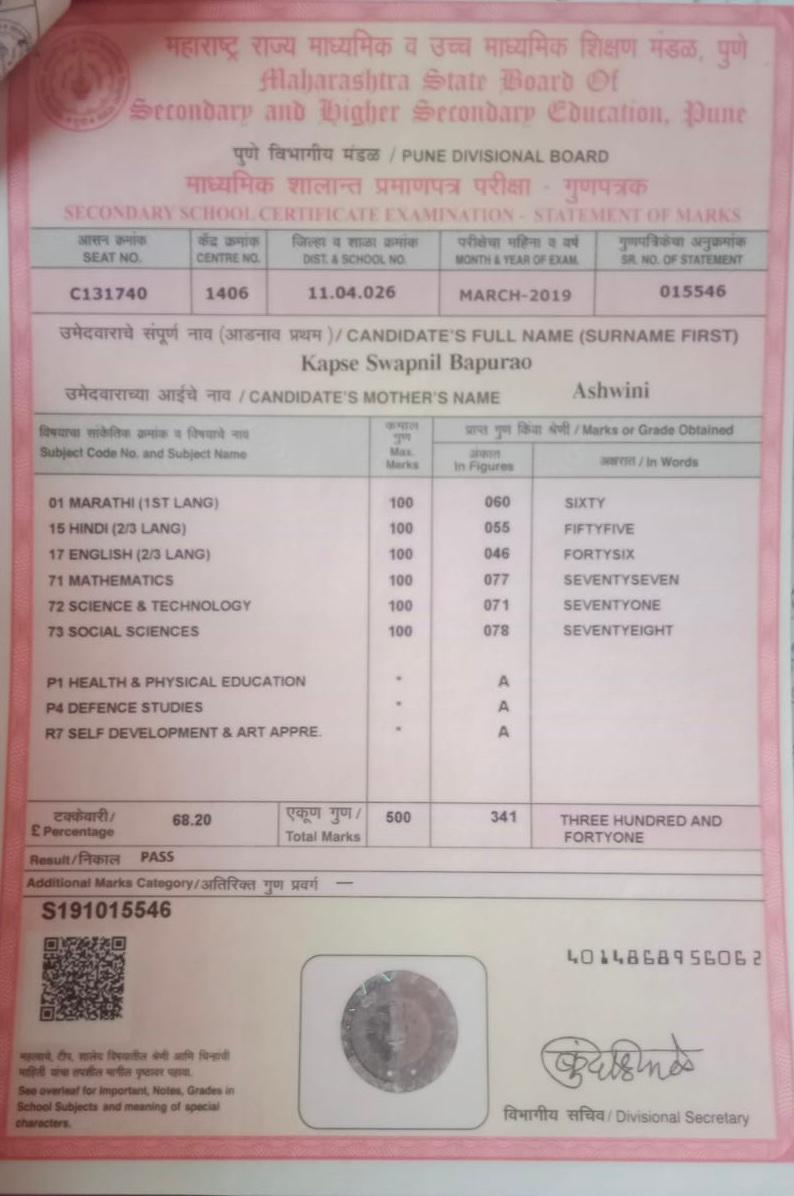 महाराष्ट्र राज्य माध्यमिक व उच्च माध्यमिक शिक्षण मंडळ, पुणे
Maharashtra State Board Of
Secondary and Higher Secondary Education, Pune
पुणे विभागीय मंडळ / PUNE DIVISIONAL BOARD
माध्यमिक शालान्त प्रमाणपत्र परीक्षा - गुणपत्रक
SECONDARY SCHOOL CERTIFICATE EXAMINATION - STATEMENT OF MARKS
आसन क्रमांक केंद्र क्रमांक जिल्हा व शाळा क्रमांक परीक्षेचा महिना व वर्ष गुणपत्रिकेचा अनुक्रमांक
SEAT NO. CENTRE NO. DIST. & SCHOOL NO. MONTH & YEAR OF EXAM. SR. NO. OF STATEMENT
C131740 1406 11.04.026 MARCH-2019 015546
उमेदवाराचे संपूर्ण नाव (आडनाव प्रथम )/ CANDIDATE'S FULL NAME (SURNAME FIRST)
Kapse Swapnil Bapurao
उमेदवाराच्या आईचे नाव / CANDIDATE'S MOTHER'S NAME Ashwini
विषयाचा सांकेतिक क्रमांक व विषयाचे नाव कमाल गुण प्राप्त गुण किंवा श्रेणी / Marks or Grade Obtained
Subject Code No. and Subject Name Max. Marks अंकात In Figures अक्षरात / In Words
01 MARATHI (1ST LANG) 100 060 SIXTY
15 HINDI (2/3 LANG) 100 055 FIFTYFIVE
17 ENGLISH (2/3 LANG) 100 046 FORTYSIX
71 MATHEMATICS 100 077 SEVENTYSEVEN
72 SCIENCE & TECHNOLOGY 100 071 SEVENTYONE
73 SOCIAL SCIENCES 100 078 SEVENTYEIGHT
P1 HEALTH & PHYSICAL EDUCATION * A
P4 DEFENCE STUDIES * A
R7 SELF DEVELOPMENT & ART APPRE. * A
टक्केवारी/ एकूण गुण /
£ Percentage 68.20 Total Marks 500 341 THREE HUNDRED AND
FORTYONE
Result/निकाल PASS
Additional Marks Category/अतिरिक्त गुण प्रवर्ग —
S191015546
4014868956062
महत्वाचे, टीप, शालेय विषयातील श्रेणी आणि चिन्हांची
माहिती यांचा तपशील मागील पृष्ठावर पहावा.
See overleaf for Important, Notes, Grades in
School Subjects and meaning of special
characters.
विभागीय सचिव / Divisional Secretary